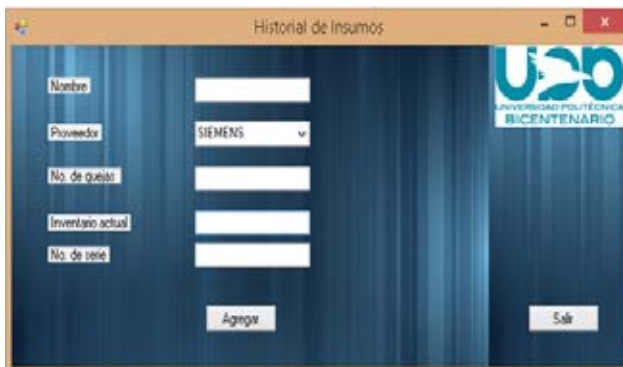 Historial de Insumos
Nombre
Proveedor
SIEMENS
No. de quejas
Inventario actual
No. de serie
Agregar
Salir
UPB
UNIVERSIDAD POLITÉCNICA
BICENTENARIO